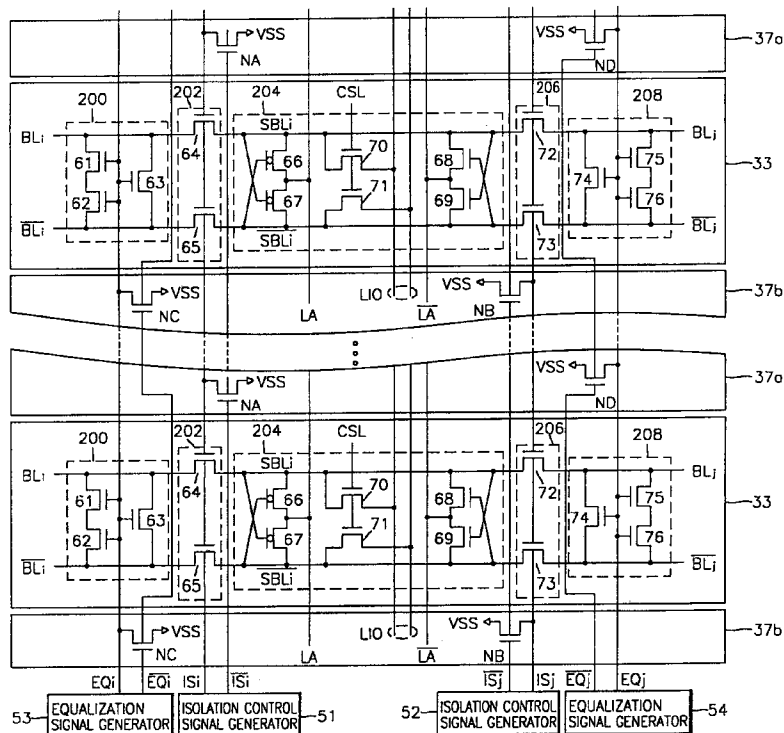 VSS VSS 37a
NA ND
200 202 204 CSL 206 208
BLi SBLi BLj
61 63 64 66 70 68 72 74 75 33
62 67 71 69 76
BLi 65 SBLi 73 BLj
VSS LIO VSS 37b
NC LA LA NB
VSS VSS 37a
NA ND
200 202 204 CSL 206 208
BLi SBLi BLj
61 63 64 66 70 68 72 74 75 33
62 67 71 69 76
BLi 65 SBLi 73 BLj
VSS LIO VSS 37b
NC LA LA NB
EQi EQi ISi ISi ISj ISj EQj EQj
53 EQUALIZATION SIGNAL GENERATOR
ISOLATION CONTROL SIGNAL GENERATOR 51
52 ISOLATION CONTROL SIGNAL GENERATOR
EQUALIZATION SIGNAL GENERATOR 54